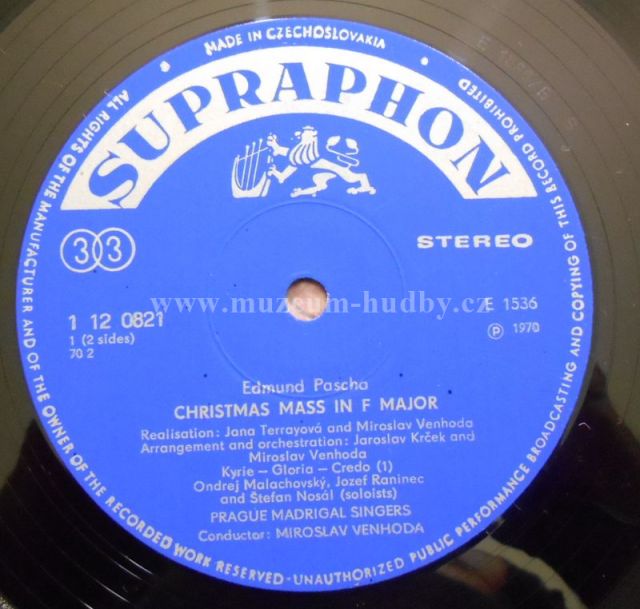 MADE IN CZECHOSLOVAKIA
ALL RIGHTS OF THE MANUFACTURER AND OF THE OWNER OF THE RECORDED WORK RESERVED - UNAUTHORIZED PUBLIC PERFORMANCE BROADCASTING AND COPYING OF THIS RECORD PROHIBITED
SUPRAPHON
33
STEREO
www.muzeum-hudby.cz
1 12 0821
E 1536
1 (2 sides)
℗ 1970
70 2
Edmund Pascha
CHRISTMAS MASS IN F MAJOR
Realisation: Jana Terrayová and Miroslav Venhoda
Arrangement and orchestration: Jaroslav Krček and
Miroslav Venhoda
Kyrie – Gloria – Credo (1)
Ondrej Malachovský, Jozef Raninec
and Štefan Nosáľ (soloists)
PRAGUE MADRIGAL SINGERS
Conductor: MIROSLAV VENHODA